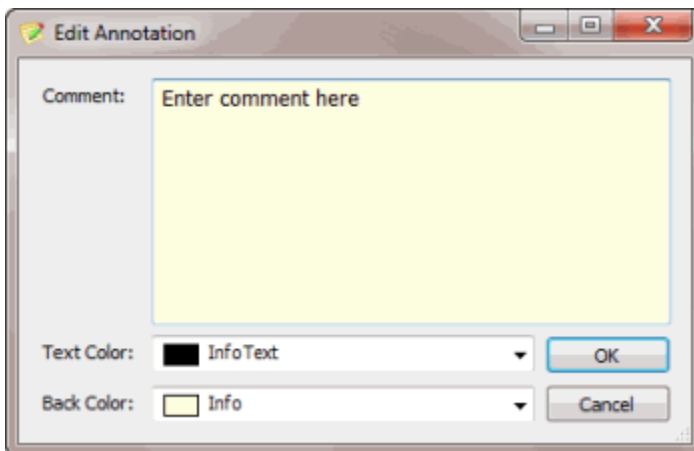 Edit Annotation
Comment:
Enter comment here
Text Color:
InfoText
OK
Back Color:
Info
Cancel